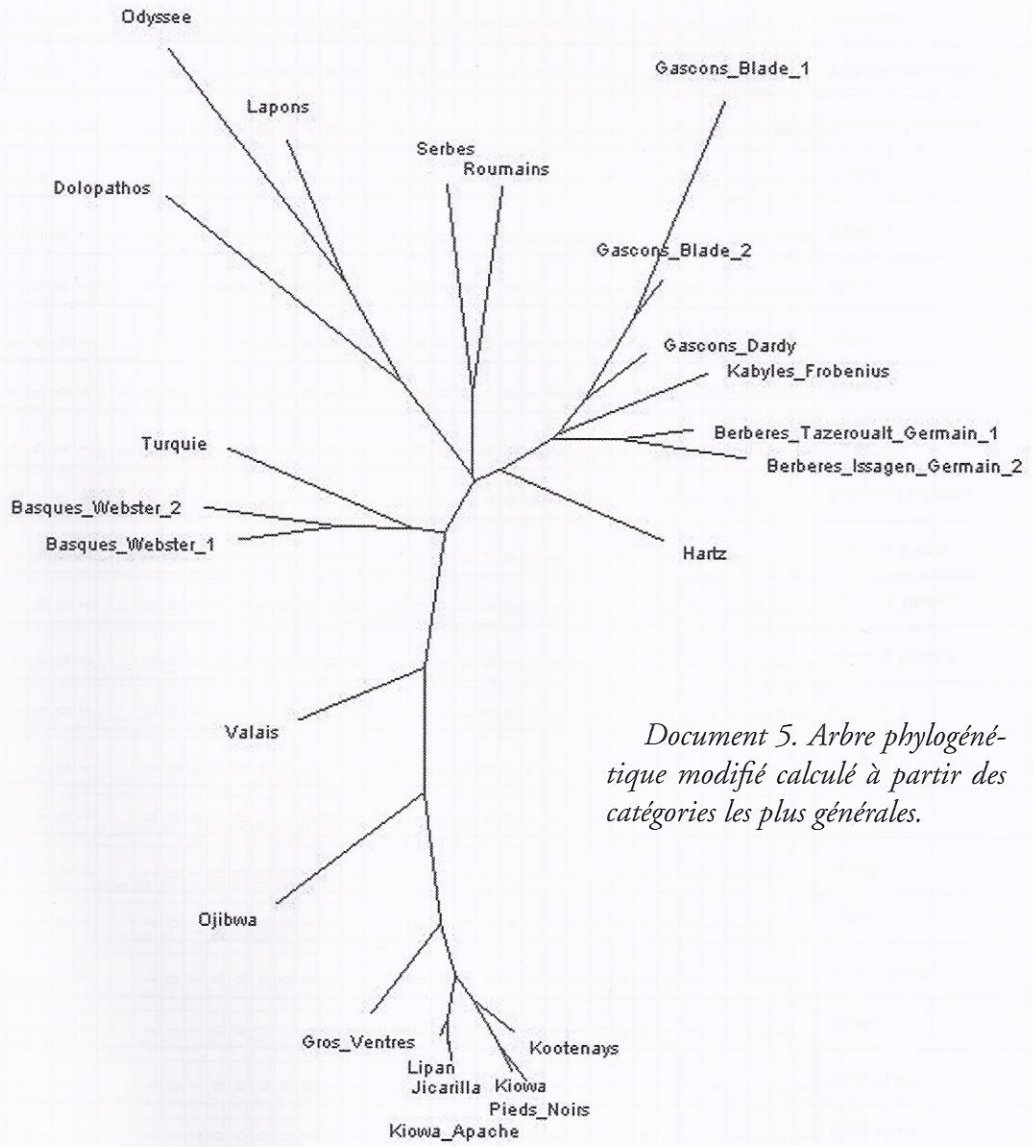 Odyssee
Gascons_Blade_1
Lapons
Serbes
Roumains
Dolopathos
Gascons_Blade_2
Gascons_Dardy
Kabyles_Frobenius
Turquie
Berberes_Tazeroualt_Germain_1
Berberes_Issagen_Germain_2
Basques_Webster_2
Basques_Webster_1
Hartz
Valais
Document 5. Arbre phylogéné-
tique modifié calculé à partir des
catégories les plus générales.
Ojibwa
Gros_Ventres
Kootenays
Lipan
Jicarilla
Kiowa
Pieds_Noirs
Kiowa_Apache